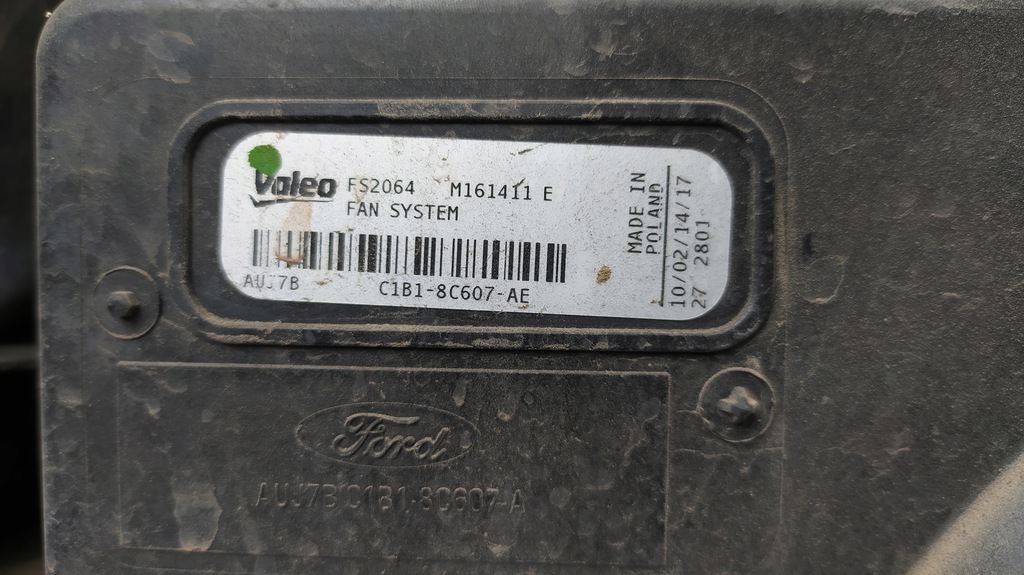 Valeo FS2064 M161411 E
FAN SYSTEM
AUJ7B C1B1-8C607-AE
MADE IN
POLAND
10/02/14/17
27 2801
Ford
AUJ7B C1B1-8C607-A